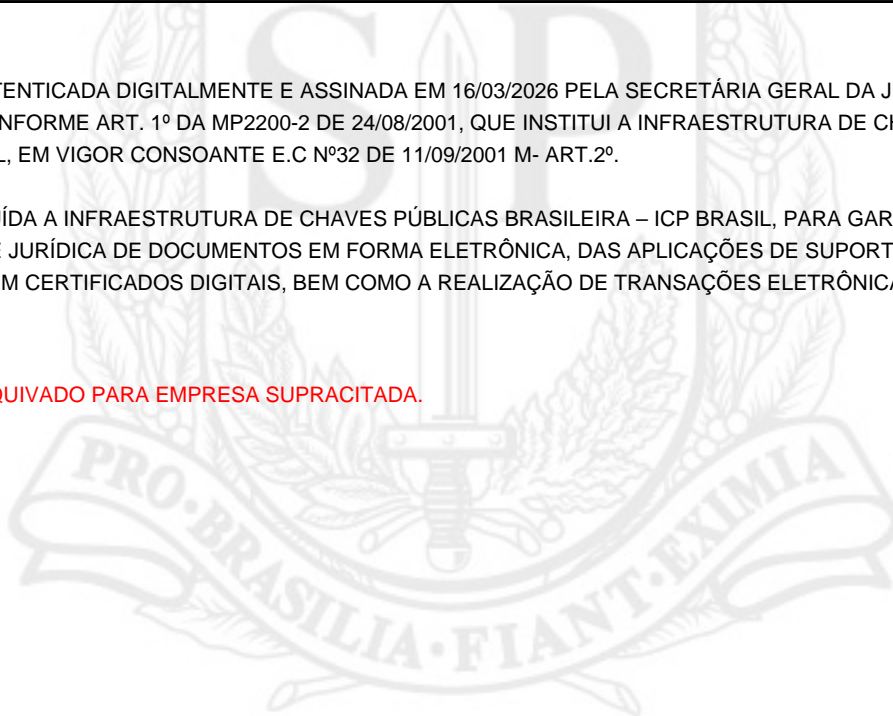 TENTICADA DIGITALMENTE E ASSINADA EM 16/03/2026 PELA SECRETÁRIA GERAL DA J
NFORME ART. 1º DA MP2200-2 DE 24/08/2001, QUE INSTITUI A INFRAESTRUTURA DE CH
L, EM VIGOR CONSOANTE E.C Nº32 DE 11/09/2001 M- ART.2º.
ÍDA A INFRAESTRUTURA DE CHAVES PÚBLICAS BRASILEIRA – ICP BRASIL, PARA GAR
E JURÍDICA DE DOCUMENTOS EM FORMA ELETRÔNICA, DAS APLICAÇÕES DE SUPORT
M CERTIFICADOS DIGITAIS, BEM COMO A REALIZAÇÃO DE TRANSAÇÕES ELETRÔNICA
QUIVADO PARA EMPRESA SUPRACITADA.
SP
PRO·BRASILIA·FIANT·EXIMIA